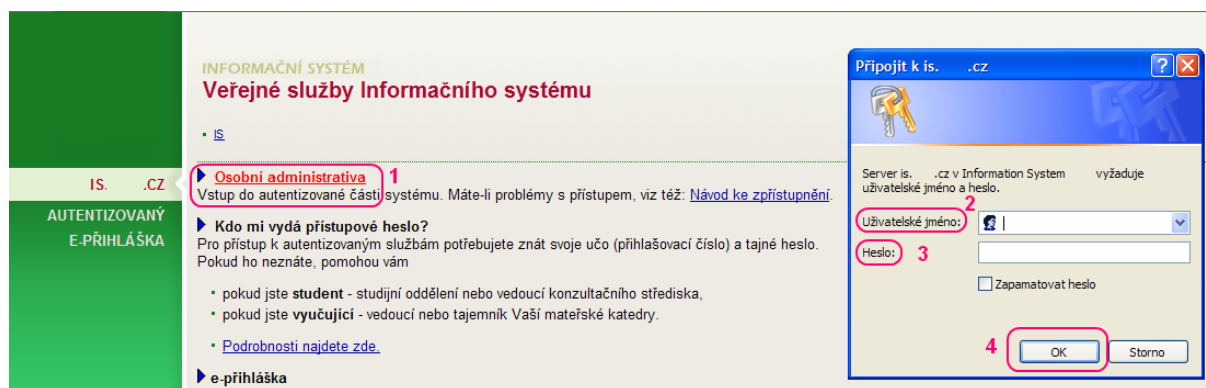 INFORMAČNÍ SYSTÉM
Veřejné služby Informačního systému
IS
IS. .CZ
AUTENTIZOVANÝ
E-PŘIHLÁŠKA
Osobní administrativa 1
Vstup do autentizované části systému. Máte-li problémy s přístupem, viz též: Návod ke zpřístupnění.
Kdo mi vydá přístupové heslo?
Pro přístup k autentizovaným službám potřebujete znát svoje učo (přihlašovací číslo) a tajné heslo.
Pokud ho neznáte, pomohou vám
pokud jste student - studijní oddělení nebo vedoucí konzultačního střediska,
pokud jste vyučující - vedoucí nebo tajemník Vaší mateřské katedry.
Podrobnosti najdete zde.
e-přihláška
Připojit k is. .cz
Server is. .cz v Information System vyžaduje
uživatelské jméno a heslo.
2
Uživatelské jméno:
Heslo: 3
Zapamatovat heslo
4 OK Storno